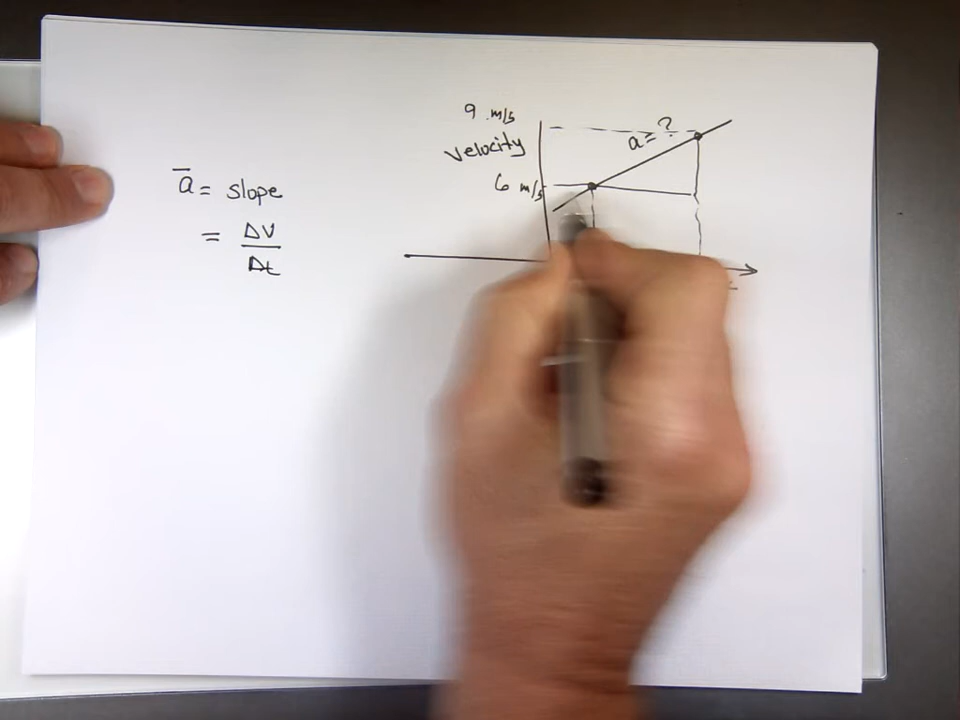 9 m/s
velocity
a = ?
6 m/s
a̅ = slope
= Δv
Δt